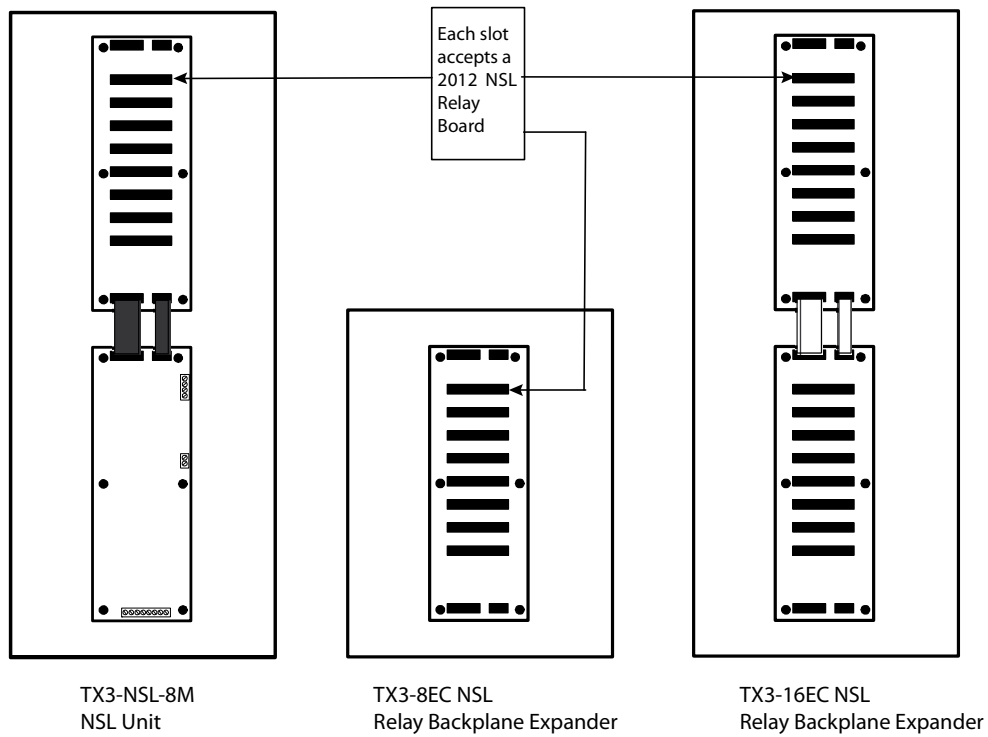 Each slot
accepts a
2012 NSL
Relay
Board
TX3-NSL-8M
NSL Unit
TX3-8EC NSL
Relay Backplane Expander
TX3-16EC NSL
Relay Backplane Expander